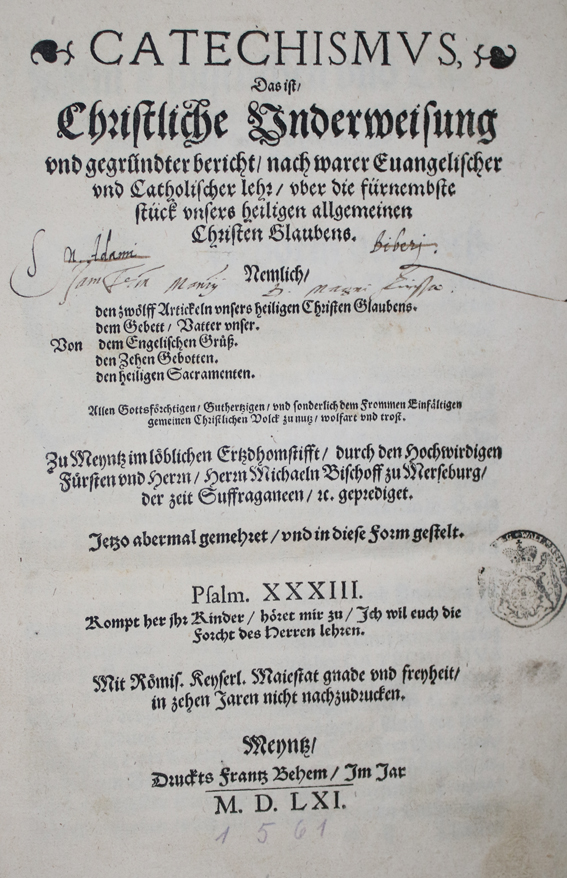 CATECHISMVS,
Das ist/
Christliche Vnderweisung
vnd gegründter bericht/ nach warer Euangelischer
vnd Catholischer lehr/ vber die fürnembste
stück vnsers heiligen allgemeinen
Christen Glaubens.
Nemlich/
den zwölff Artickeln vnsers heiligen Christen Glaubens.
dem Gebett/ Vatter vnser.
Von dem Engelischen Grüß.
den Zehen Gebotten.
den heiligen Sacramenten.
Allen Gottsförchtigen/ Guthertzigen/ vnd sonderlich dem Frommen Einfältigen
gemeinen Christlichen Volck zu nutz/ wolfart vnd trost.
Zu Meyntz im löblichen Ertzdhomstifft/ durch den Hochwirdigen
Fürsten vnd Herrn/ Herrn Michaeln Bischoff zu Merseburg/
der zeit Suffraganeen/ ꝛc. geprediget.
Jetzo abermal gemehret/ vnd in diese Form gestelt.
Psalm. XXXIII.
Kompt her jhr Kinder/ höret mir zu/ Ich wil euch die
Forcht des Herren lehren.
Mit Römis. Keyserl. Maiestat gnade vnd freyheit/
in zehen Jaren nicht nachzudrucken.
Meyntz/
Druckts Frantz Behem/ Im Jar
M. D. LXI.
1561